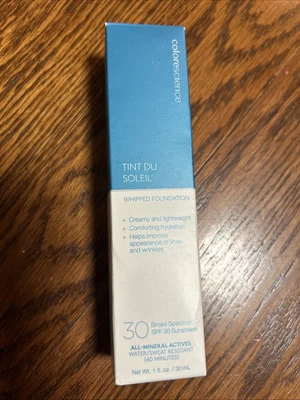 colorescience
TINT DU
SOLEIL
WHIPPED FOUNDATION
+ Creamy and lightweight
+ Comforting hydration
+ Helps improve
appearance of lines
and wrinkles
30 Broad Spectrum
SPF 30 Sunscreen
ALL-MINERAL ACTIVES
WATER/SWEAT RESISTANT
(40 MINUTES)
Net Wt. 1 fl. oz. / 30 mL